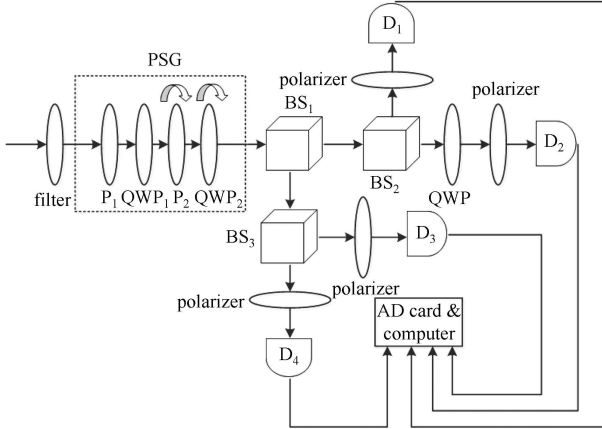 D₁
PSG
polarizer
polarizer
BS₁
D₂
filter
P₁
QWP₁
P₂
QWP₂
BS₂
QWP
BS₃
D₃
polarizer
polarizer
AD card &
computer
D₄